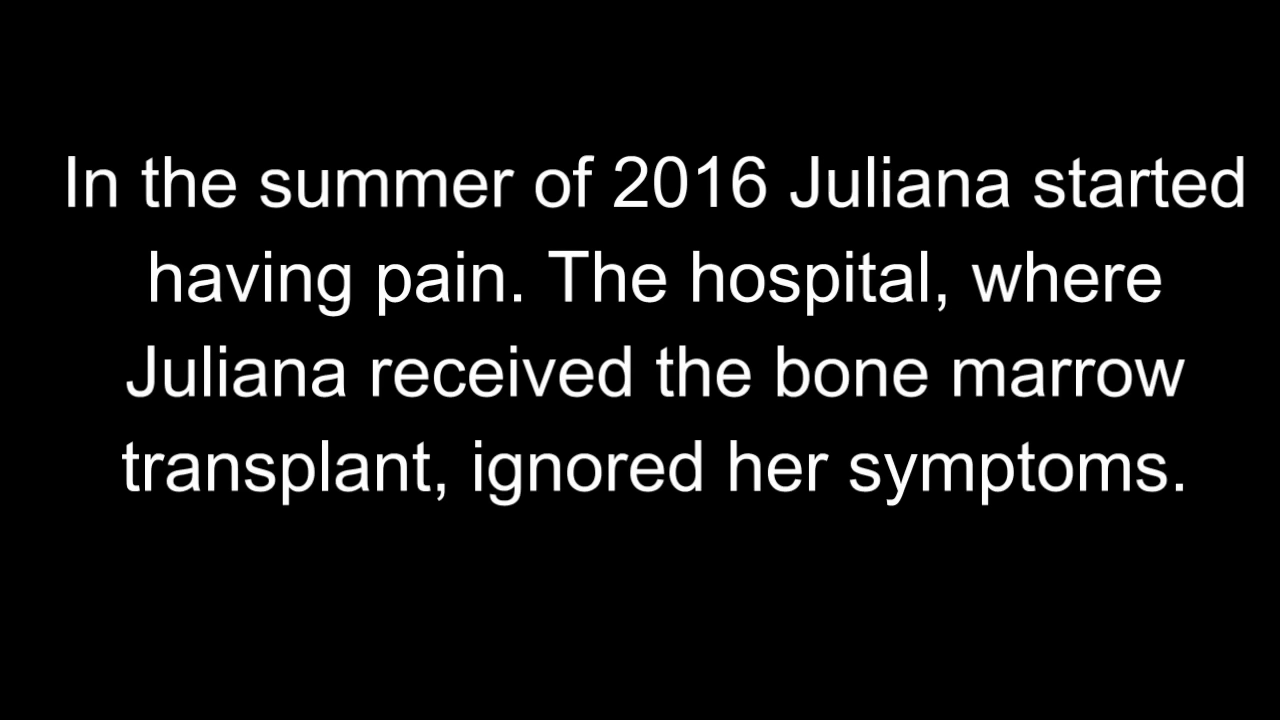 In the summer of 2016 Juliana started
having pain. The hospital, where
Juliana received the bone marrow
transplant, ignored her symptoms.